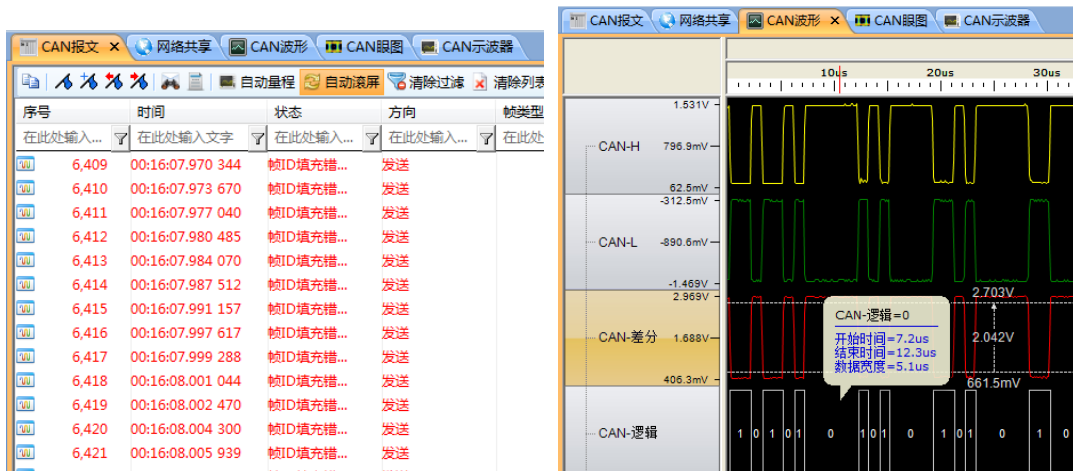 CAN报文 × 网络共享 CAN波形 CAN眼图 CAN示波器
自动量程 自动滚屏 清除过滤 清除列表
序号 时间 状态 方向 帧类型
在此处输入... 在此处输入文字 在此处输入... 在此处输入... 在此处
6,409 00:16:07.970 344 帧ID填充错... 发送
6,410 00:16:07.973 670 帧ID填充错... 发送
6,411 00:16:07.977 040 帧ID填充错... 发送
6,412 00:16:07.980 485 帧ID填充错... 发送
6,413 00:16:07.984 070 帧ID填充错... 发送
6,414 00:16:07.987 512 帧ID填充错... 发送
6,415 00:16:07.991 157 帧ID填充错... 发送
6,416 00:16:07.997 617 帧ID填充错... 发送
6,417 00:16:07.999 288 帧ID填充错... 发送
6,418 00:16:08.001 044 帧ID填充错... 发送
6,419 00:16:08.002 470 帧ID填充错... 发送
6,420 00:16:08.004 300 帧ID填充错... 发送
6,421 00:16:08.005 939 帧ID填充错... 发送
CAN报文 网络共享 CAN波形 × CAN眼图 CAN示波器
10us 20us 30us
1.531V
CAN-H 796.9mV
62.5mV
-312.5mV
CAN-L -890.6mV
-1.469V
2.969V
2.703V
CAN-逻辑=0
CAN-差分 1.688V
开始时间=7.2us
2.042V
结束时间=12.3us
数据宽度=5.1us
406.3mV
661.5mV
CAN-逻辑 1 0 1 0 1 0 1 0 1 0 1 0 1 0 1 0